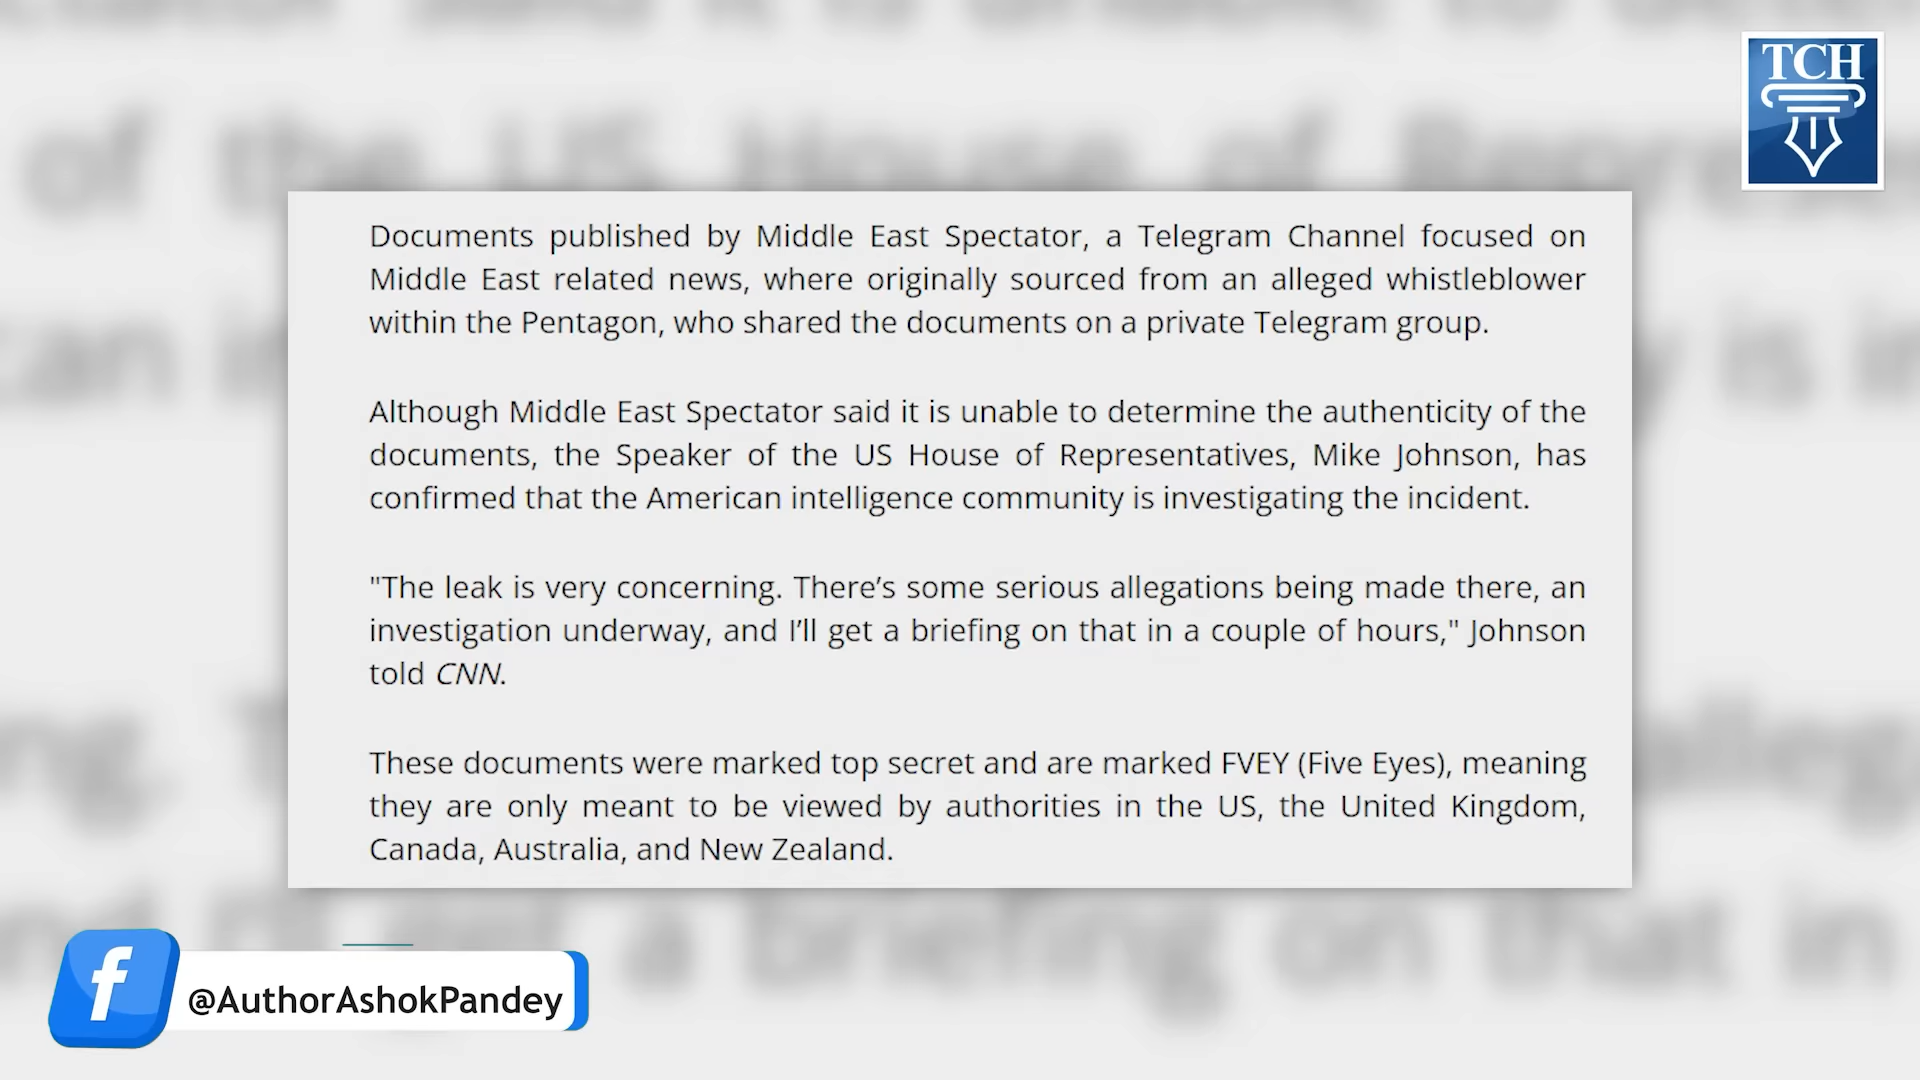 TCH
Documents published by Middle East Spectator, a Telegram Channel focused on
Middle East related news, where originally sourced from an alleged whistleblower
within the Pentagon, who shared the documents on a private Telegram group.
Although Middle East Spectator said it is unable to determine the authenticity of the
documents, the Speaker of the US House of Representatives, Mike Johnson, has
confirmed that the American intelligence community is investigating the incident.
"The leak is very concerning. There’s some serious allegations being made there, an
investigation underway, and I’ll get a briefing on that in a couple of hours," Johnson
told CNN.
These documents were marked top secret and are marked FVEY (Five Eyes), meaning
they are only meant to be viewed by authorities in the US, the United Kingdom,
Canada, Australia, and New Zealand.
f
@AuthorAshokPandey